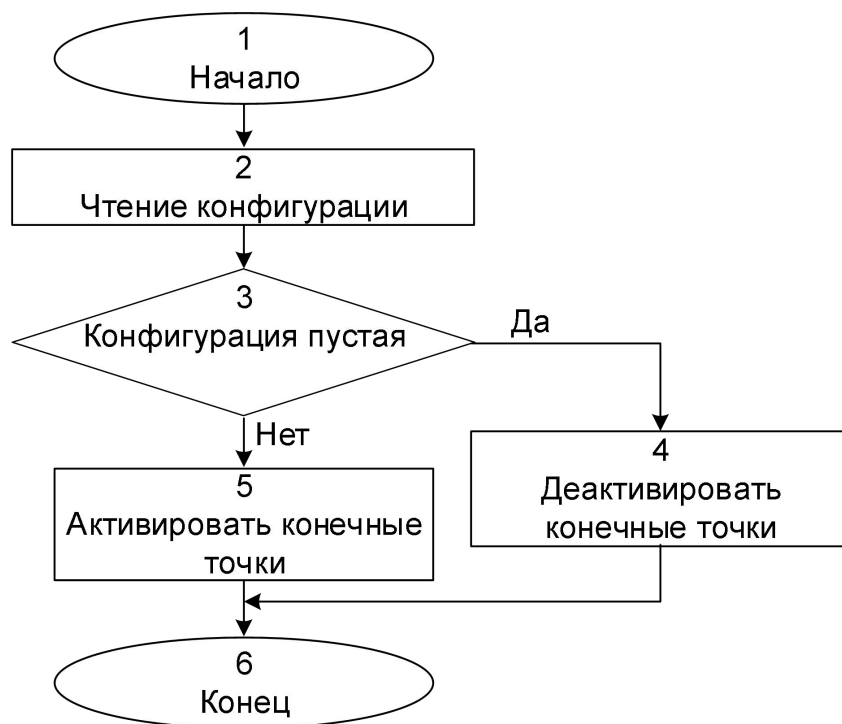 1
Начало
2
Чтение конфигурации
3
Конфигурация пустая
Да
Нет
4
Деактивировать
конечные точки
5
Активировать конечные
точки
6
Конец